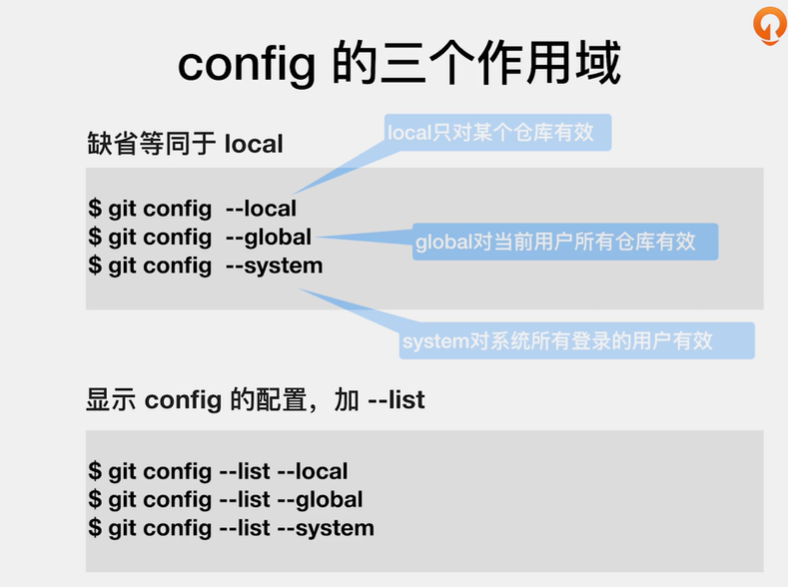 config 的三个作用域
缺省等同于 local
local只对某个仓库有效
$ git config --local
$ git config --global
global对当前用户所有仓库有效
$ git config --system
system对系统所有登录的用户有效
显示 config 的配置，加 --list
$ git config --list --local
$ git config --list --global
$ git config --list --system